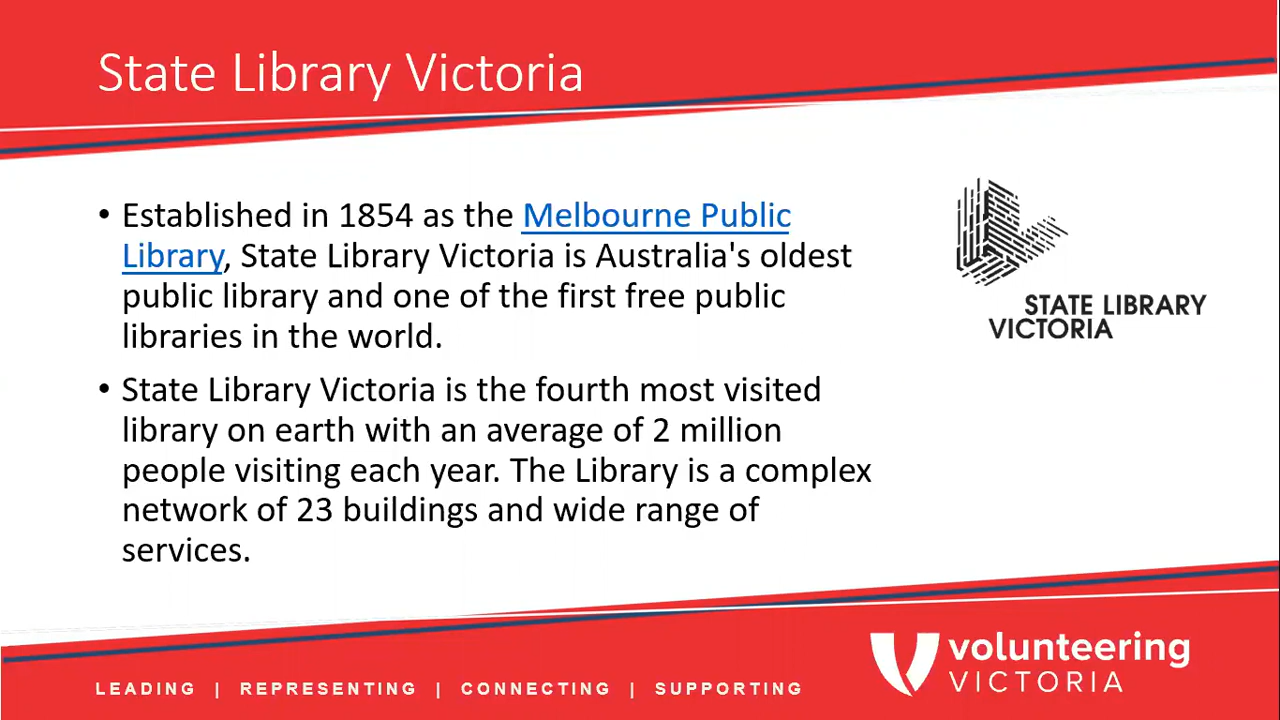 State Library Victoria
• Established in 1854 as the Melbourne Public
Library, State Library Victoria is Australia's oldest
public library and one of the first free public
libraries in the world.
• State Library Victoria is the fourth most visited
library on earth with an average of 2 million
people visiting each year. The Library is a complex
network of 23 buildings and wide range of
services.
STATE LIBRARY
VICTORIA
LEADING | REPRESENTING | CONNECTING | SUPPORTING
volunteering
VICTORIA